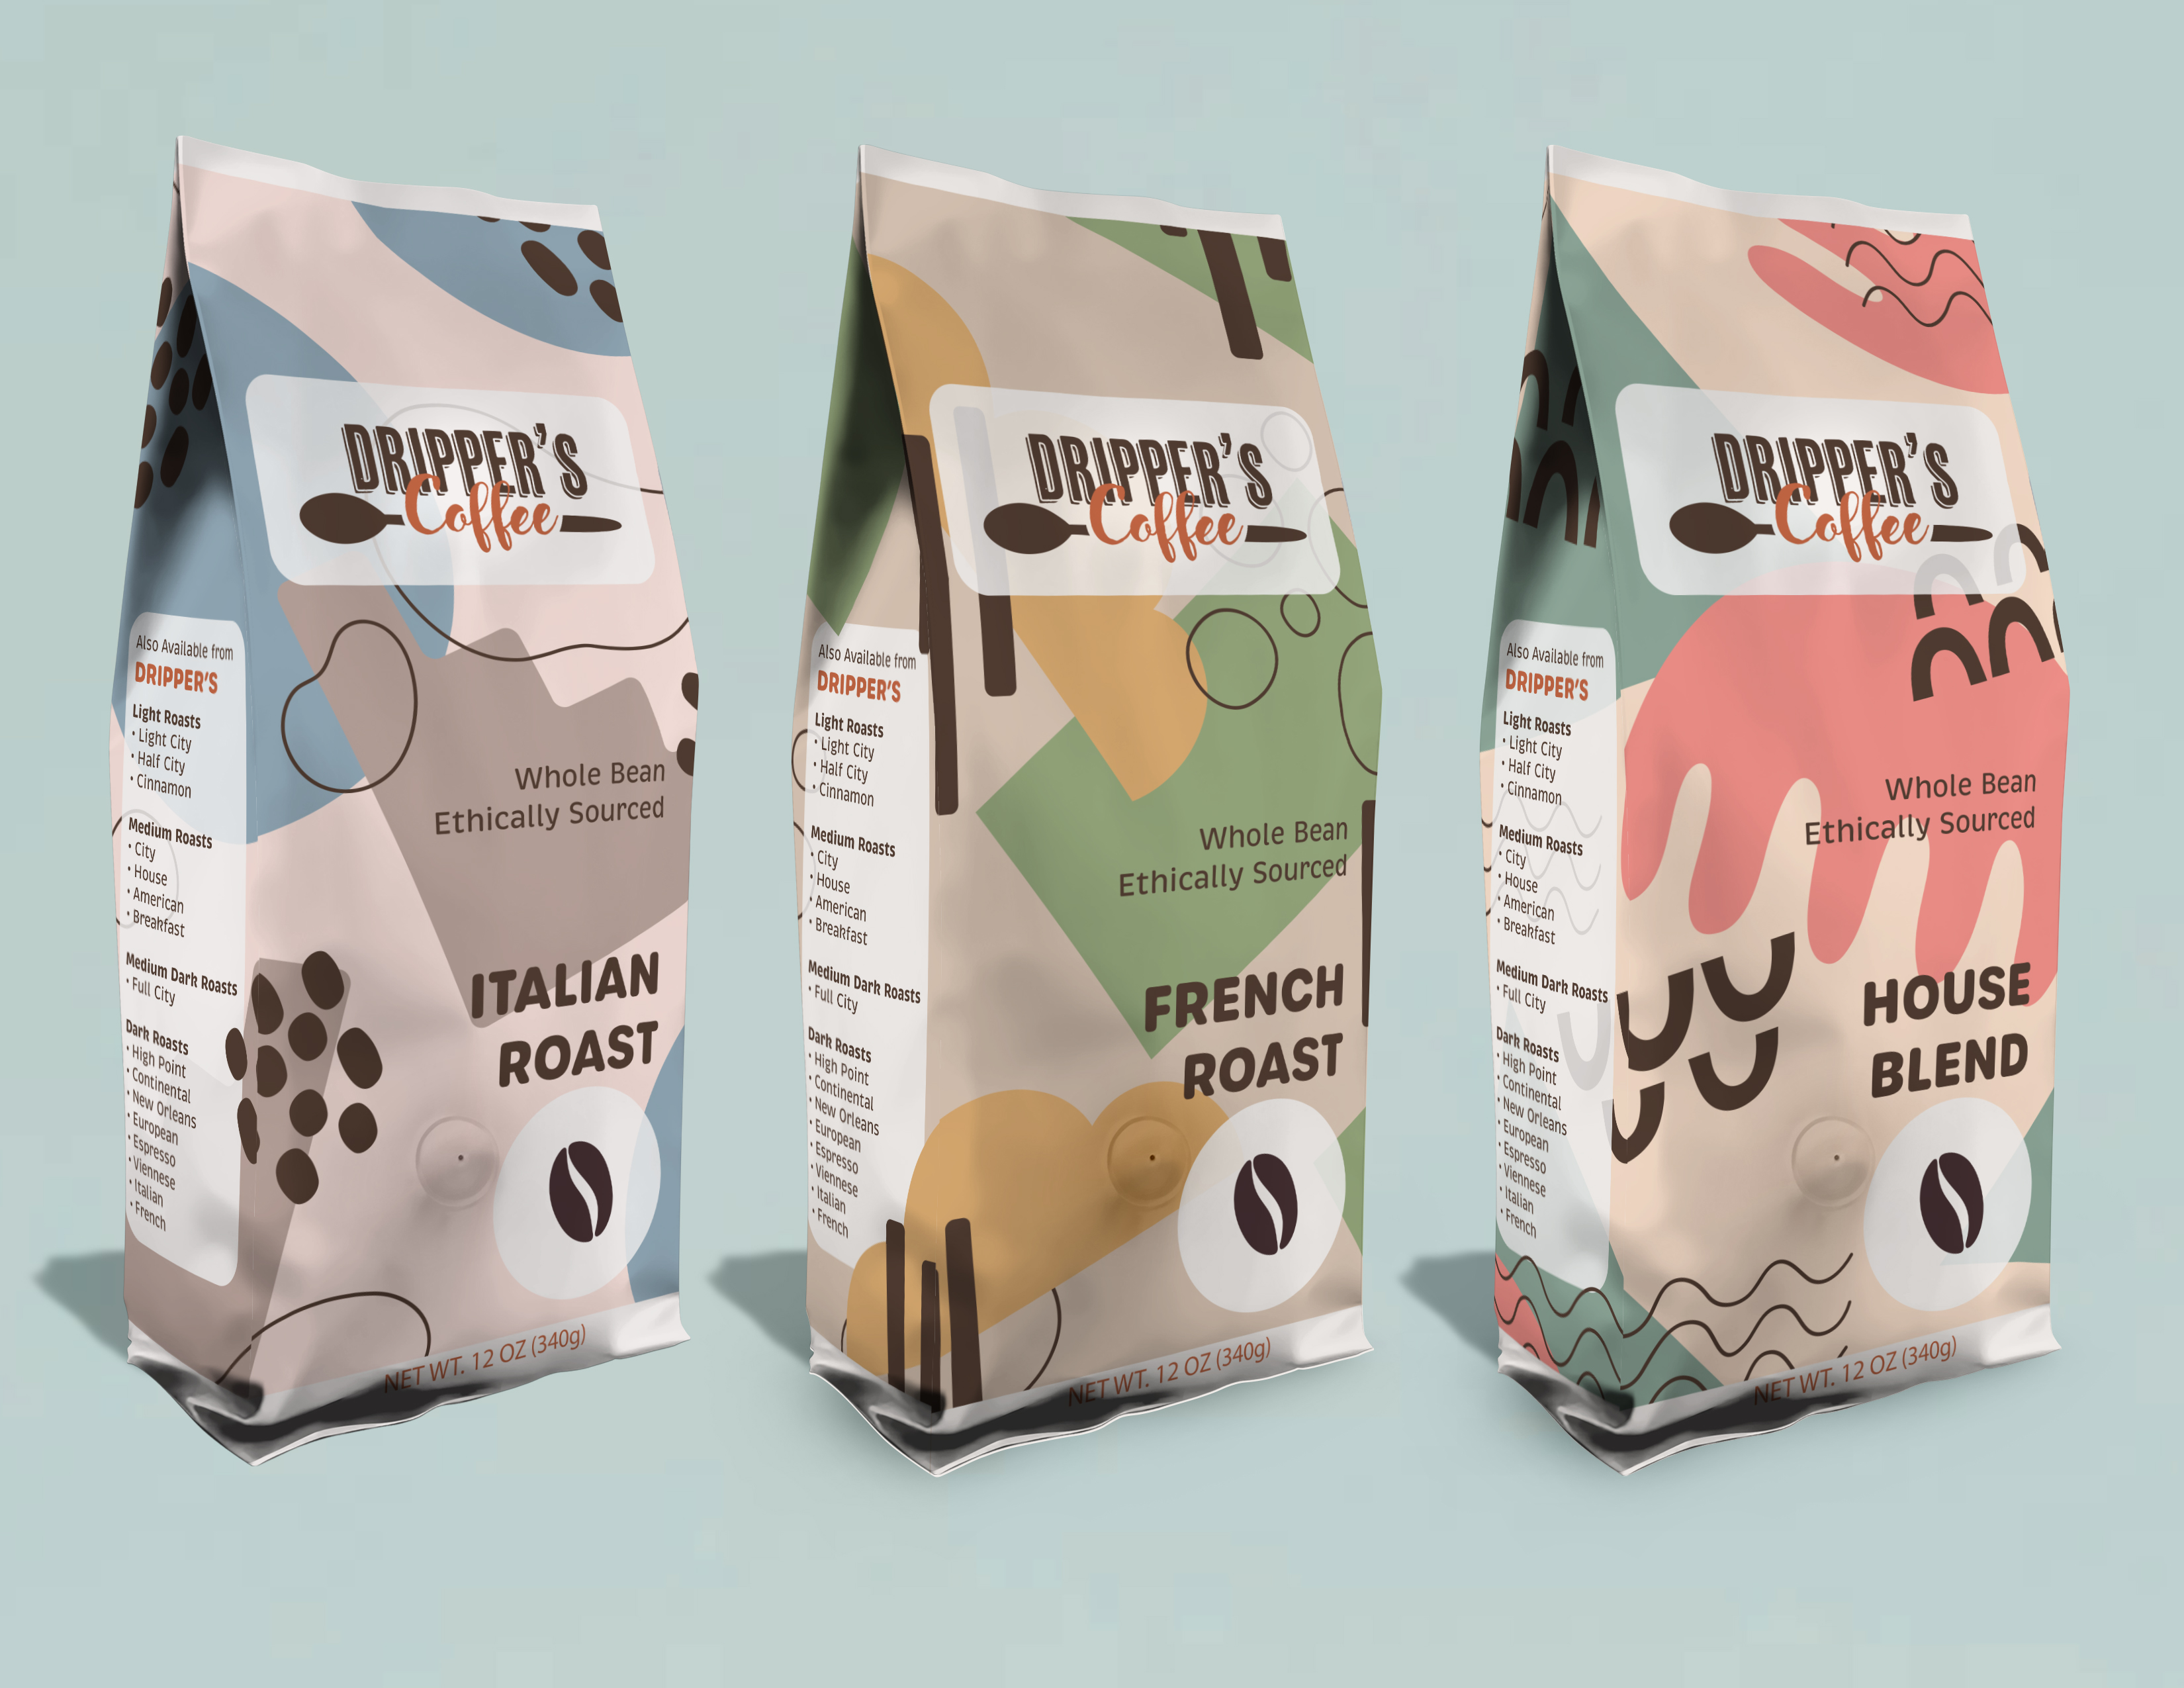 DRIPPER'S
Coffee
Also Available from
DRIPPER'S
Light Roasts
• Light City
• Half City
• Cinnamon
Medium Roasts
• City
• House
• American
• Breakfast
Medium Dark Roasts
• Full City
Dark Roasts
• High Point
• Continental
• New Orleans
• European
• Espresso
• Viennese
• Italian
• French
Whole Bean
Ethically Sourced
ITALIAN
ROAST
NET WT. 12 OZ (340g)
DRIPPER'S
Coffee
Also Available from
DRIPPER'S
Light Roasts
• Light City
• Half City
• Cinnamon
Medium Roasts
• City
• House
• American
• Breakfast
Medium Dark Roasts
• Full City
Dark Roasts
• High Point
• Continental
• New Orleans
• European
• Espresso
• Viennese
• Italian
• French
Whole Bean
Ethically Sourced
FRENCH
ROAST
NET WT. 12 OZ (340g)
DRIPPER'S
Coffee
Also Available from
DRIPPER'S
Light Roasts
• Light City
• Half City
• Cinnamon
Medium Roasts
• City
• House
• American
• Breakfast
Medium Dark Roasts
• Full City
Dark Roasts
• High Point
• Continental
• New Orleans
• European
• Espresso
• Viennese
• Italian
• French
Whole Bean
Ethically Sourced
HOUSE
BLEND
NET WT. 12 OZ (340g)